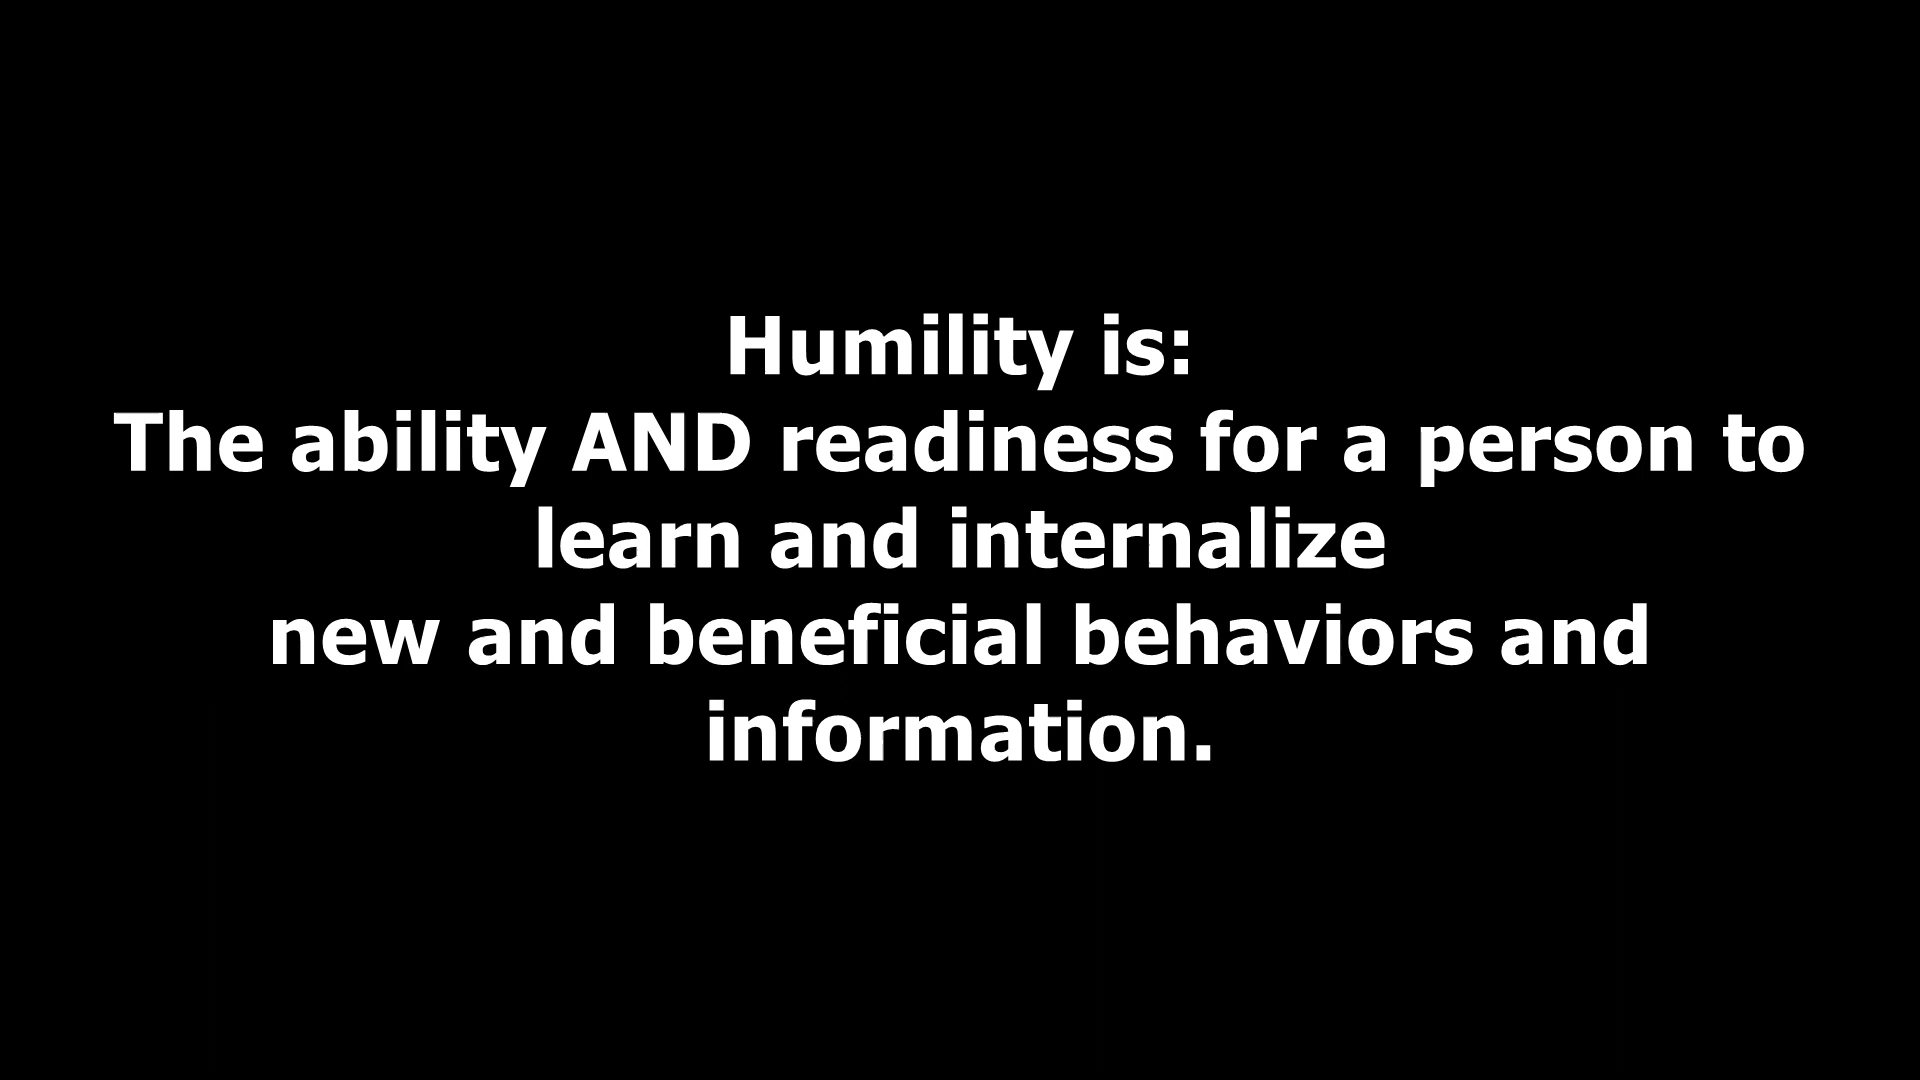 Humility is:
The ability AND readiness for a person to
learn and internalize
new and beneficial behaviors and
information.